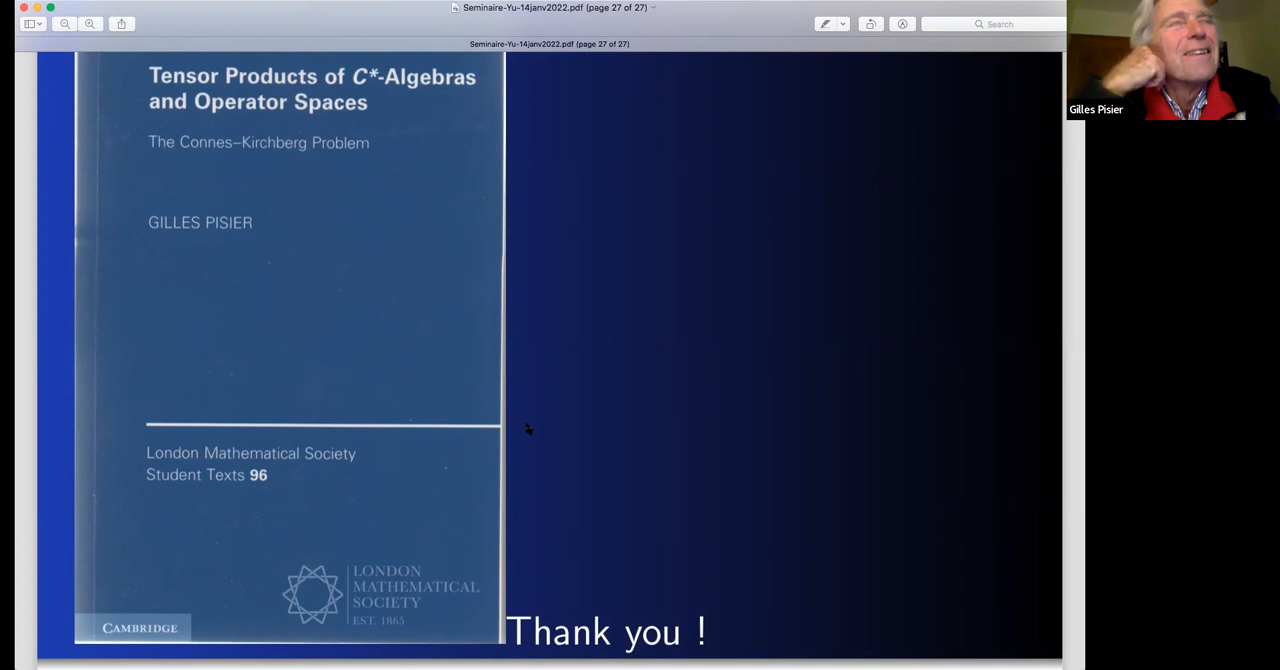 Seminaire-Yu-14janv2022.pdf (page 27 of 27)
Search
Seminaire-Yu-14janv2022.pdf (page 27 of 27)
Gilles Pisier
Tensor Products of C*-Algebras
and Operator Spaces
The Connes–Kirchberg Problem
GILLES PISIER
London Mathematical Society
Student Texts 96
LONDON
MATHEMATICAL
SOCIETY
EST. 1865
CAMBRIDGE
Thank you !